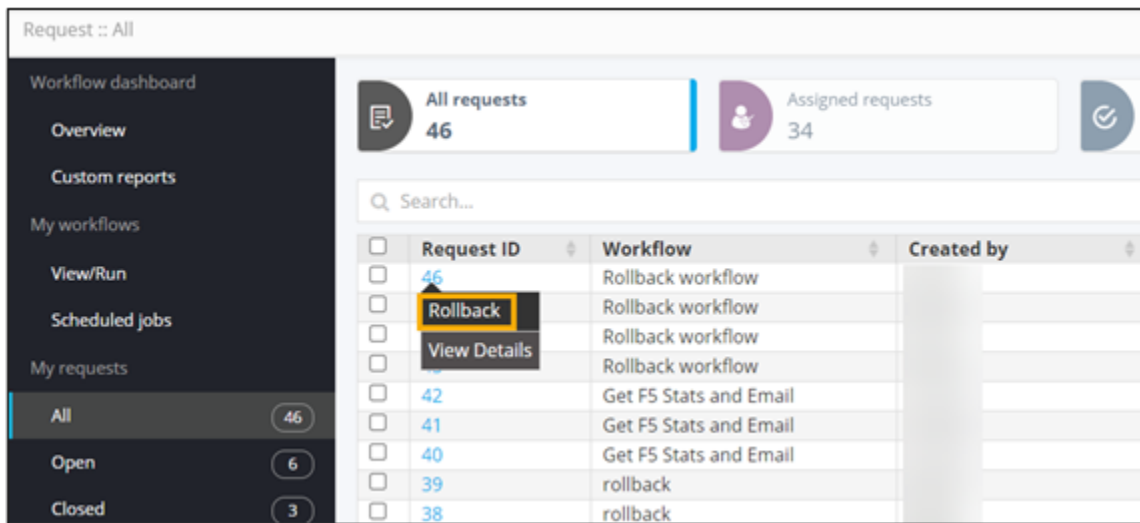 Request :: All
Workflow dashboard
Overview
Custom reports
My workflows
View/Run
Scheduled jobs
My requests
All 46
Open 6
Closed 3
All requests
46
Assigned requests
34
Search...
Request ID Workflow Created by
46 Rollback workflow
Rollback
View Details
Rollback workflow
Rollback workflow
Rollback workflow
42 Get F5 Stats and Email
41 Get F5 Stats and Email
40 Get F5 Stats and Email
39 rollback
38 rollback